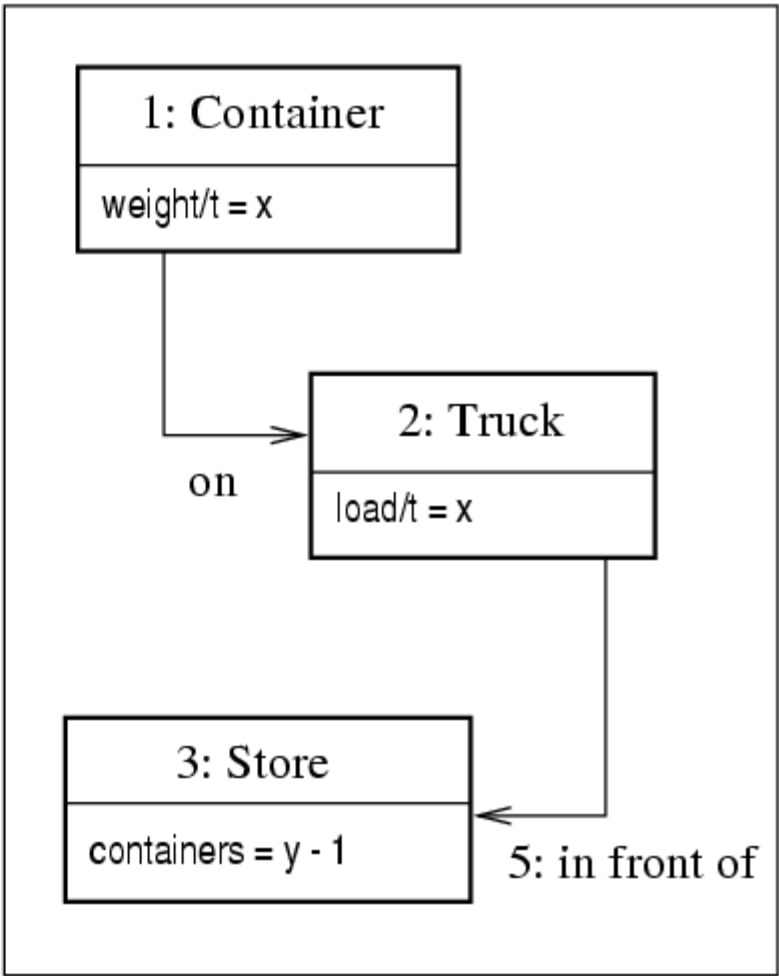 1: Container
weight/t = x
on
2: Truck
load/t = x
3: Store
containers = y - 1
5: in front of